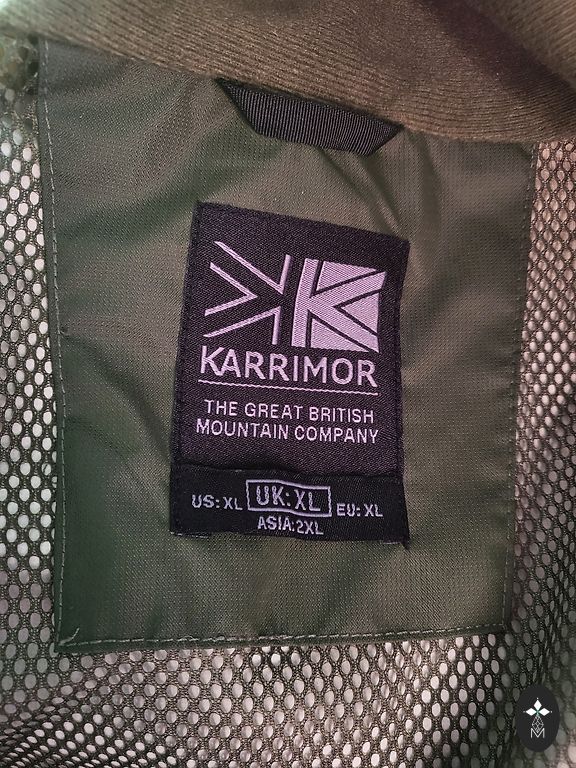 KARRIMOR
THE GREAT BRITISH
MOUNTAIN COMPANY
US: XL UK: XL EU: XL
ASIA: 2XL